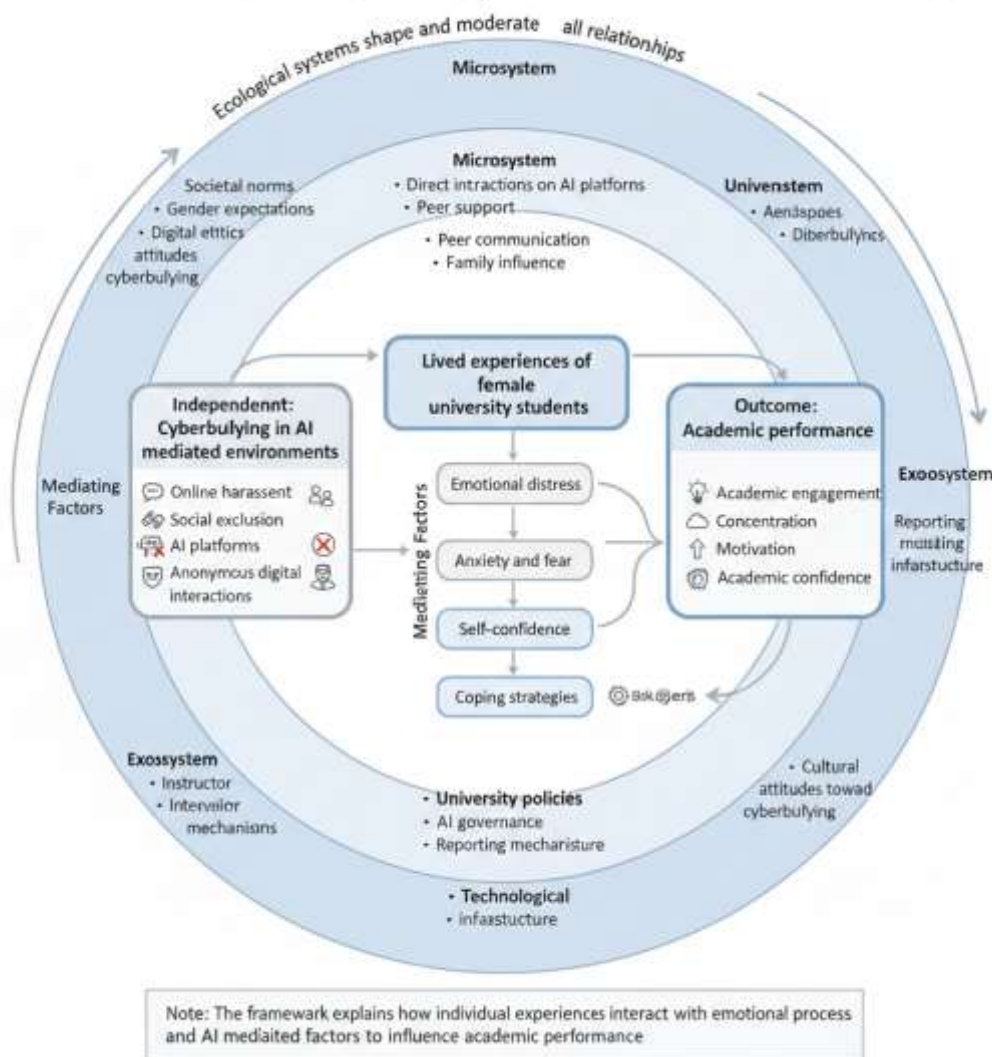 Ecological systems shape and moderate all relationships
Microsystem
Microsystem
• Direct intractions on AI platforms
• Peer support
• Peer communication
• Family influence
Societal norms
• Gender expectations
• Digital
attitudes
cyberbulying
Univenstem
Lived experiences of
female
university students
Independennt:
Cyberbulying in AI
mediated environments
Online harassent
Social exclusion
AI platforms
Anonymous digital
interactions
Outcome:
Academic performance
Academic engagement
Concentration
Motivation
Academic confidence
Mediating
Factors
Emotional distress
Anxiety and fear
Self-confidence
Coping strategies
Factors
Exoosystem
Reporting
Exossystem
• Instructor
mechanisms
• University policies
• AI governance
• Reporting
• Cultural
attitudes towad
cyberbulying
• Technological
•
Note: The framework explains how individual experiences interact with emotional process
and AI mediaited factors to influence academic performance